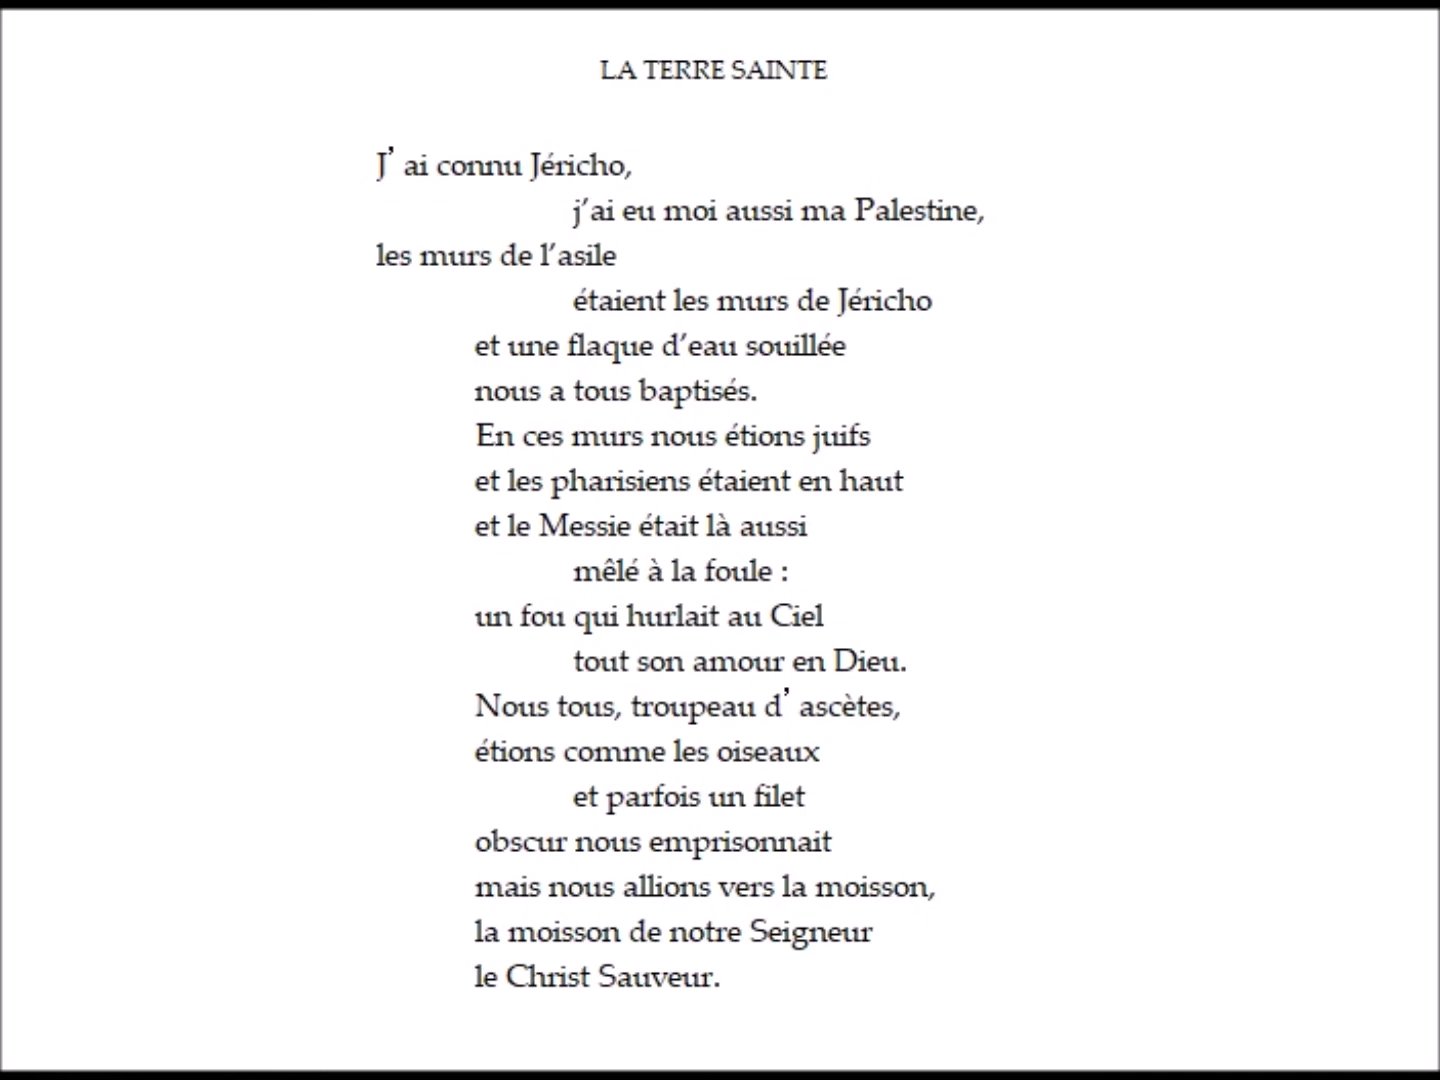 LA TERRE SAINTE
J’ ai connu Jéricho,
j’ai eu moi aussi ma Palestine,
les murs de l’asile
étaient les murs de Jéricho
et une flaque d’eau souillée
nous a tous baptisés.
En ces murs nous étions juifs
et les pharisiens étaient en haut
et le Messie était là aussi
mêlé à la foule :
un fou qui hurlait au Ciel
tout son amour en Dieu.
Nous tous, troupeau d’ ascètes,
étions comme les oiseaux
et parfois un filet
obscur nous emprisonnait
mais nous allions vers la moisson,
la moisson de notre Seigneur
le Christ Sauveur.